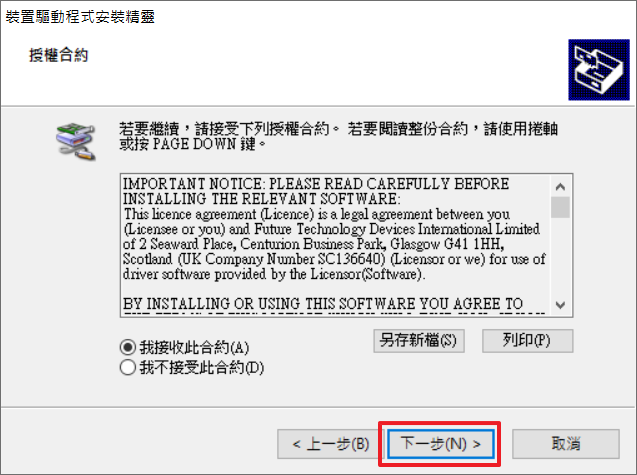 裝置驅動程式安裝精靈
授權合約
若要繼續，請接受下列授權合約。 若要閱讀整份合約，請使用捲軸
或按 PAGE DOWN 鍵。
IMPORTANT NOTICE: PLEASE READ CAREFULLY BEFORE
INSTALLING THE RELEVANT SOFTWARE:
This licence agreement (Licence) is a legal agreement between you
(Licensee or you) and Future Technology Devices International Limited
of 2 Seaward Place, Centurion Business Park, Glasgow G41 1HH,
Scotland (UK Company Number SC136640) (Licensor or we) for use of
driver software provided by the Licensor(Software).
BY INSTALLING OR USING THIS SOFTWARE YOU AGREE TO
我接收此合約(A)
我不接受此合約(D)
另存新檔(S)
列印(P)
< 上一步(B)
下一步(N) >
取消